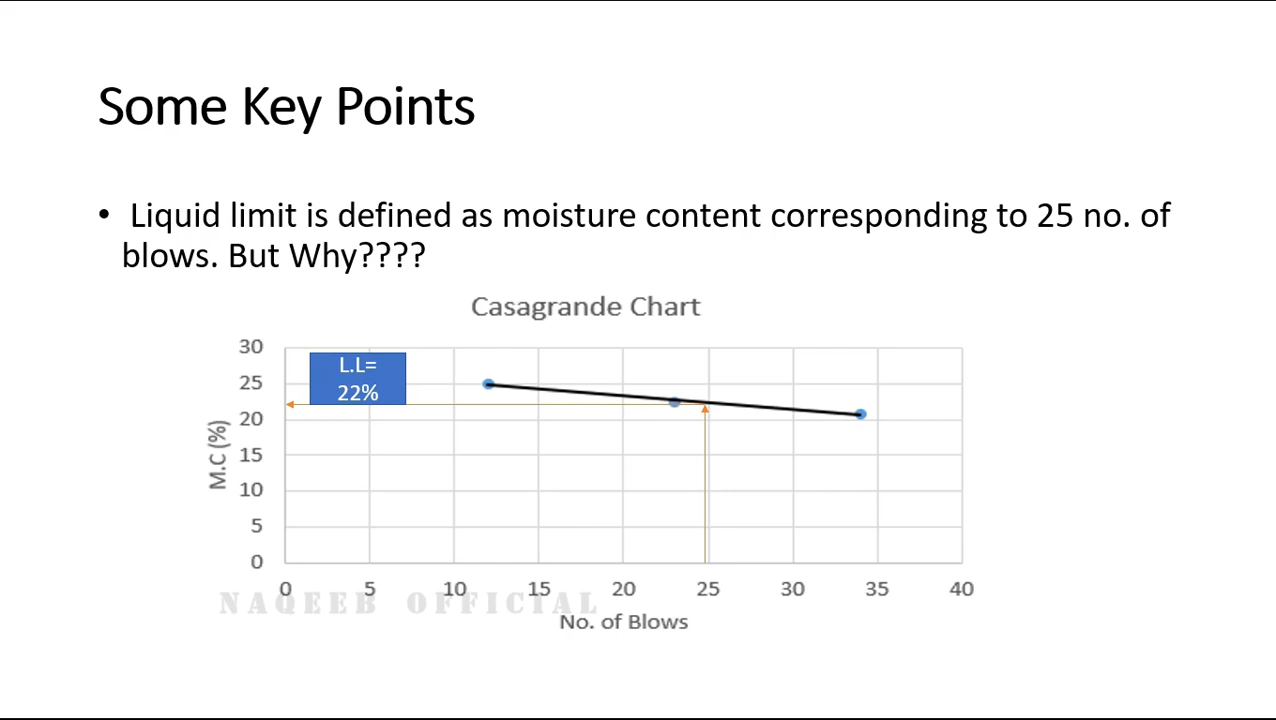 Some Key Points
• Liquid limit is defined as moisture content corresponding to 25 no. of
blows. But Why????
Casagrande Chart
30
L.L=
22%
25
20
15
10
5
0
M.C (%)
0 5 10 15 20 25 30 35 40
NAQEEB OFFICIAL
No. of Blows